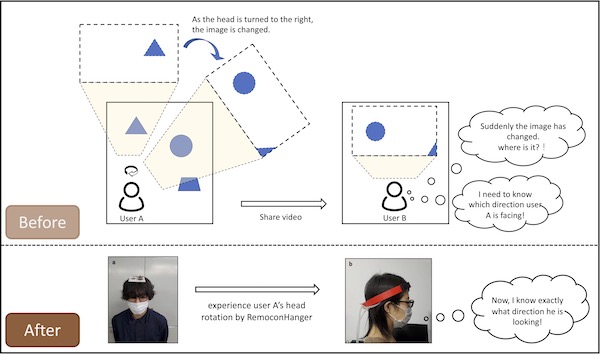 As the head is turned to the right,
the image is changed.
Suddenly the image has
changed.
where is it? !
I need to know
which direction user
A is facing!
User A
User B
Share video
Before
a
b
experience user A's head
rotation by RemoconHanger
Now, I know exactly
what direction he is
looking!
After